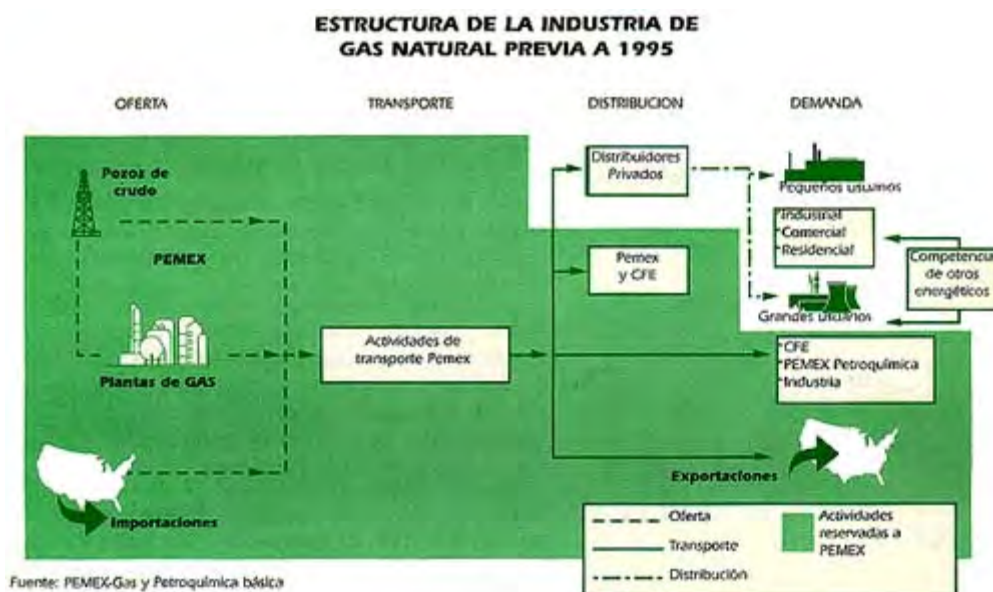 ESTRUCTURA DE LA INDUSTRIA DE
GAS NATURAL PREVIA A 1995
OFERTA
TRANSPORTE
DISTRIBUCION
DEMANDA
Pozos de
crudo
PEMEX
Plantas de GAS
Importaciones
Actividades de
transporte Pemex
Distribuidores
Privados
Pemex
y CFE
Pequeños usuarios
Industrial
Comercial
Residencial
Competencia
de otros
energéticos
Grandes usuarios
CFE
PEMEX Petroquímica
Industria
Exportaciones
Oferta
Transporte
Distribución
Actividades
reservadas a
PEMEX
Fuente: PEMEX-Gas y Petroquímica básica